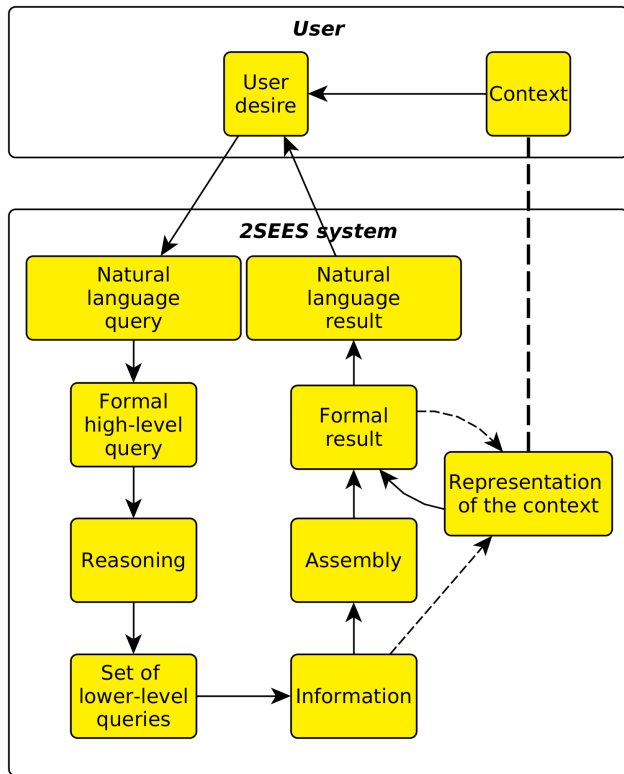 User
User
desire
Context
2SEES system
Natural
language
query
Natural
language
result
Formal
high-level
query
Formal
result
Representation
of the context
Reasoning
Assembly
Set of
lower-level
queries
Information